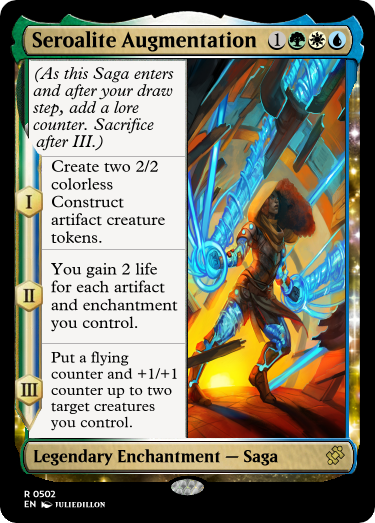 Seroalite Augmentation 1
(As this Saga enters
and after your draw
step, add a lore
counter. Sacrifice
after III.)
I
Create two 2/2
colorless
Construct
artifact creature
tokens.
II
You gain 2 life
for each artifact
and enchantment
you control.
III
Put a flying
counter and +1/+1
counter up to two
target creatures
you control.
Legendary Enchantment — Saga
R 0502
EN JULIEDILLON